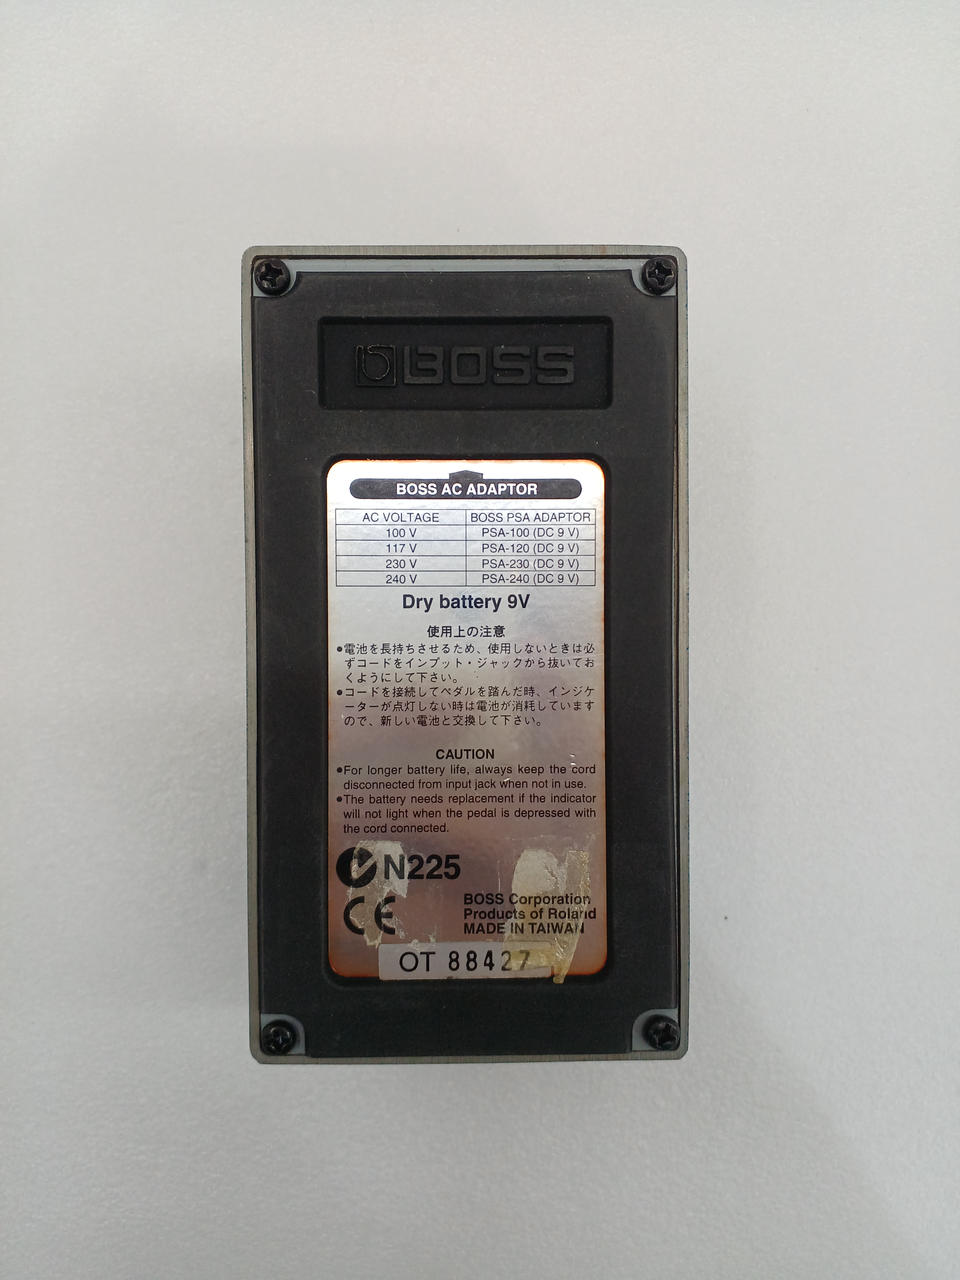 BOSS
BOSS AC ADAPTOR
AC VOLTAGE BOSS PSA ADAPTOR
100 V PSA-100 (DC 9 V)
117 V PSA-120 (DC 9 V)
230 V PSA-230 (DC 9 V)
240 V PSA-240 (DC 9 V)
Dry battery 9V
使用上の注意
●電池を長持ちさせるため、使用しないときは必
ずコードをインプット・ジャックから抜いてお
くようにして下さい。
●コードを接続してペダルを踏んだ時、インジケ
ーターが点灯しない時は電池が消耗しています
ので、新しい電池と交換して下さい。
CAUTION
●For longer battery life, always keep the cord
disconnected from input jack when not in use.
●The battery needs replacement if the indicator
will not light when the pedal is depressed with
the cord connected.
N225
CE
BOSS Corporation
Products of Roland
MADE IN TAIWAN
OT 88427